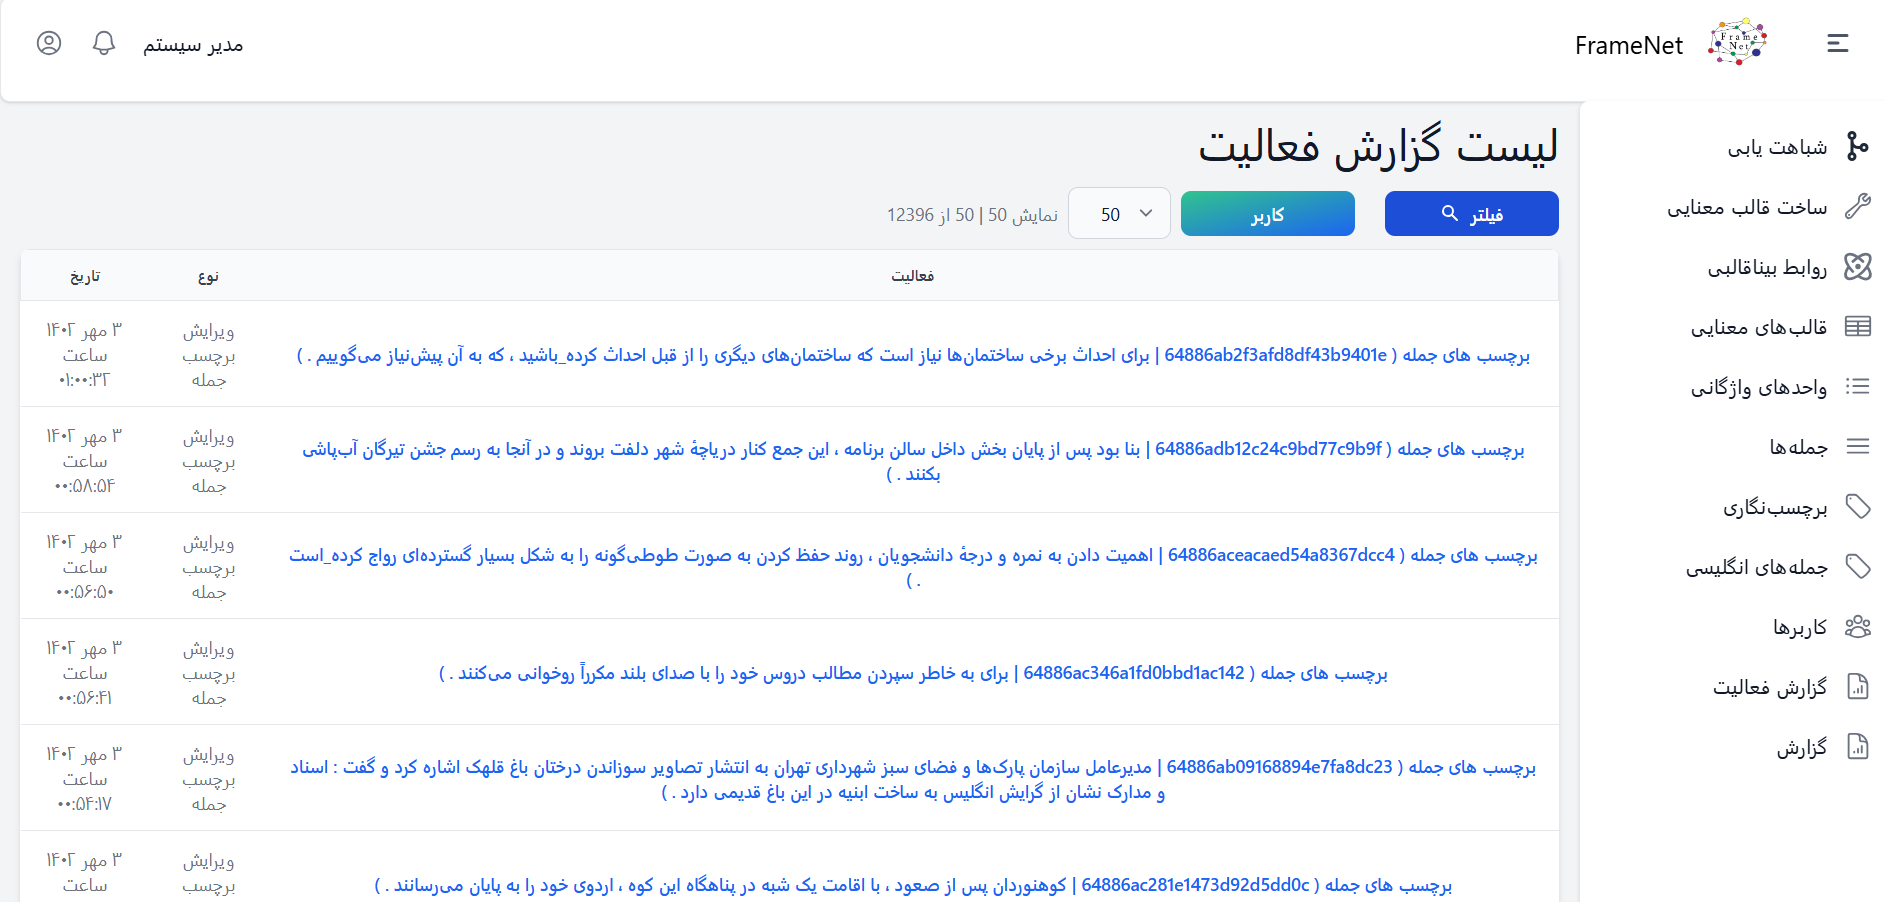 FrameNet
Frame
Net
مدیر سیستم
شباهت یابی
ساخت قالب معنایی
روابط بیناقالبی
قالب‌های معنایی
واحدهای واژگانی
جمله‌ها
برچسب‌نگاری
جمله‌های انگلیسی
کاربرها
گزارش فعالیت
گزارش
لیست گزارش فعالیت
فیلتر
کاربر
50
نمایش 50 | 50 از 12396
فعالیت
نوع
تاریخ
برچسب های جمله ( 64886ab2f3afd8df43b9401e | برای احداث برخی ساختمان‌ها نیاز است که ساختمان‌های دیگری را از قبل احداث کرده_باشید ، که به آن پیش‌نیاز می‌گوییم . )
ویرایش
برچسب
جمله
۳ مهر ۱۴۰۲
ساعت
۰۱:۰۰:۳۲
برچسب های جمله ( 64886adb12c24c9bd77c9b9f | بنا بود پس از پایان بخش داخل سالن برنامه ، این جمع کنار دریاچهٔ شهر دلفت بروند و در آنجا به رسم جشن تیرگان آب‌پاشی
بکنند . )
ویرایش
برچسب
جمله
۳ مهر ۱۴۰۲
ساعت
۰۰:۵۸:۵۴
برچسب های جمله ( 64886aceacaed54a8367dcc4 | اهمیت دادن به نمره و درجهٔ دانشجویان ، روند حفظ کردن به صورت طوطی‌گونه را به شکل بسیار گسترده‌ای رواج کرده_است
. )
ویرایش
برچسب
جمله
۳ مهر ۱۴۰۲
ساعت
۰۰:۵۶:۵۰
برچسب های جمله ( 64886ac346a1fd0bbd1ac142 | برای به خاطر سپردن مطالب دروس خود را با صدای بلند مکرراً روخوانی می‌کنند . )
ویرایش
برچسب
جمله
۳ مهر ۱۴۰۲
ساعت
۰۰:۵۶:۴۱
برچسب های جمله ( 64886ab09168894e7fa8dc23 | مدیرعامل سازمان پارک‌ها و فضای سبز شهرداری تهران به انتشار تصاویر سوزاندن درختان باغ قلهک اشاره کرد و گفت : اسناد
و مدارک نشان از گرایش انگلیس به ساخت ابنیه در این باغ قدیمی دارد . )
ویرایش
برچسب
جمله
۳ مهر ۱۴۰۲
ساعت
۰۰:۵۴:۱۷
برچسب های جمله ( 64886ac281e1473d92d5dd0c | کوهنوردان پس از صعود ، با اقامت یک شبه در پناهگاه این کوه ، اردوی خود را به پایان می‌رسانند . )
ویرایش
برچسب
۳ مهر ۱۴۰۲
ساعت